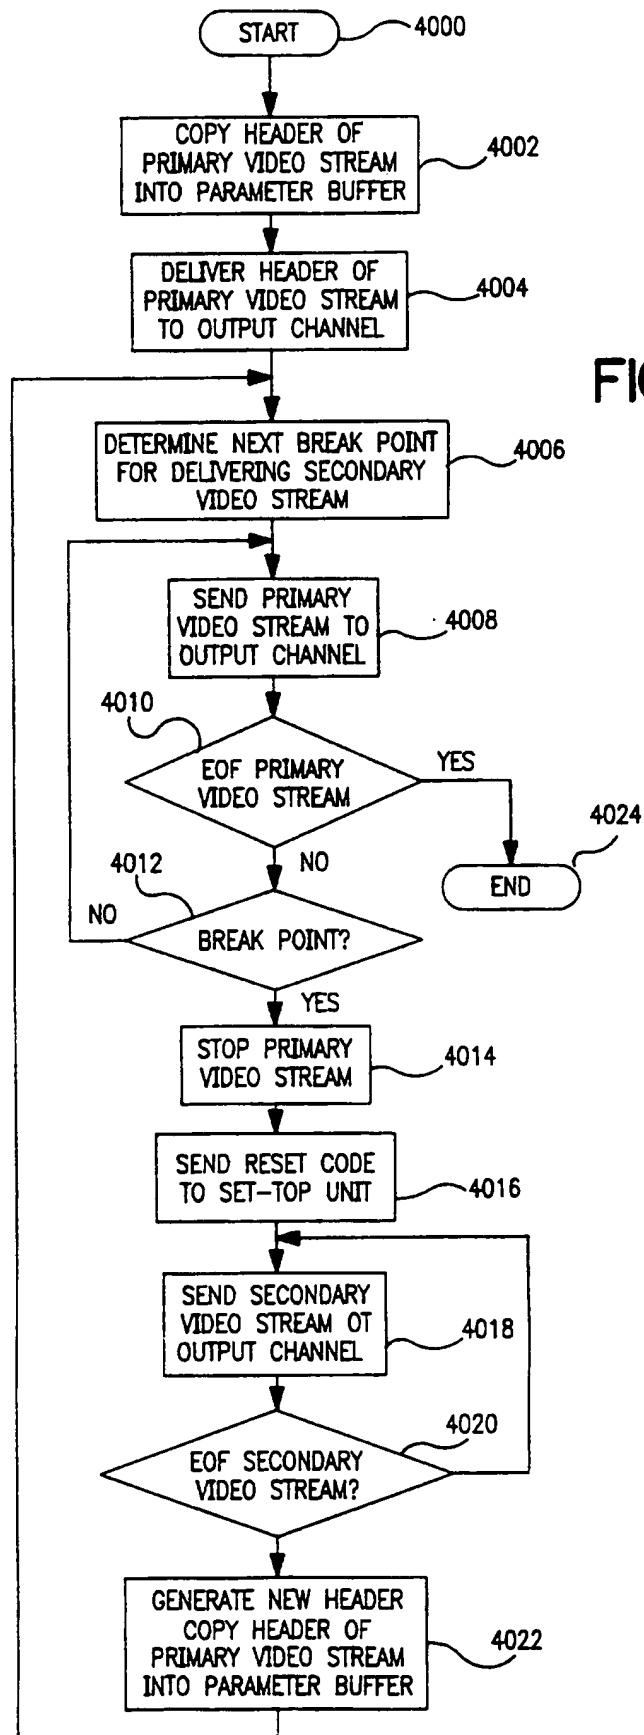 START
4000
COPY HEADER OF
PRIMARY VIDEO STREAM
INTO PARAMETER BUFFER
4002
DELIVER HEADER OF
PRIMARY VIDEO STREAM
TO OUTPUT CHANNEL
4004
FIG
DETERMINE NEXT BREAK POINT
FOR DELIVERING SECONDARY
VIDEO STREAM
4006
SEND PRIMARY
VIDEO STREAM TO
OUTPUT CHANNEL
4008
4010
EOF PRIMARY
VIDEO STREAM
YES
4024
END
NO
4012
NO
BREAK POINT?
YES
STOP PRIMARY
VIDEO STREAM
4014
SEND RESET CODE
TO SET-TOP UNIT
4016
SEND SECONDARY
VIDEO STREAM OT
OUTPUT CHANNEL
4018
4020
EOF SECONDARY
VIDEO STREAM?
GENERATE NEW HEADER
COPY HEADER OF
PRIMARY VIDEO STREAM
INTO PARAMETER BUFFER
4022